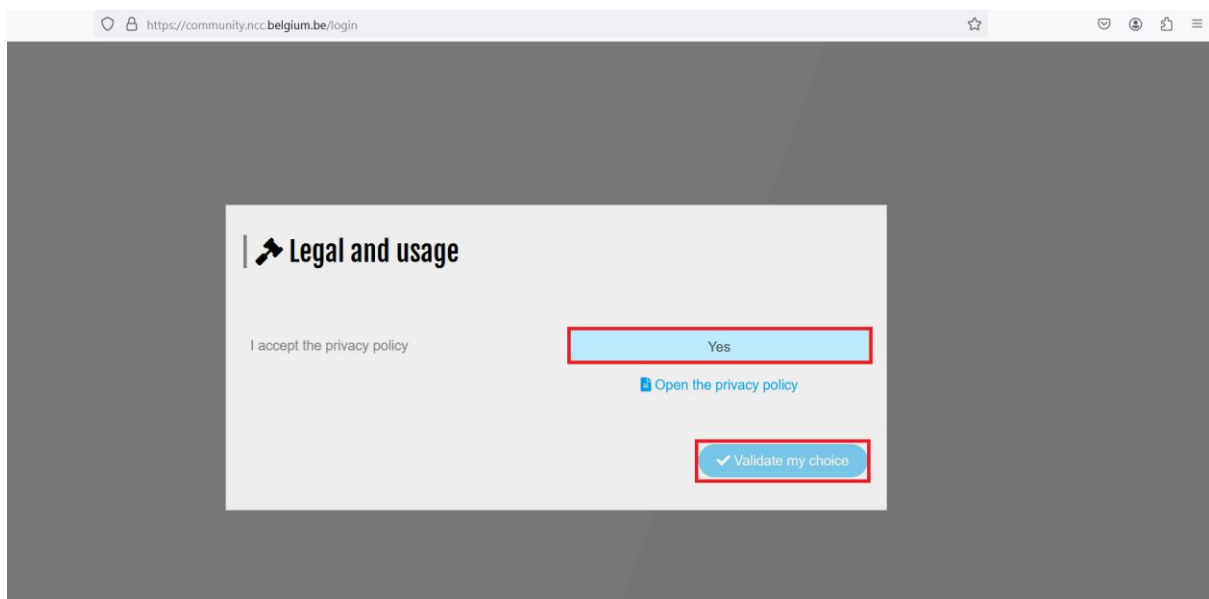 https://community.ncc.belgium.be/login
Legal and usage
I accept the privacy policy
Yes
Open the privacy policy
Validate my choice